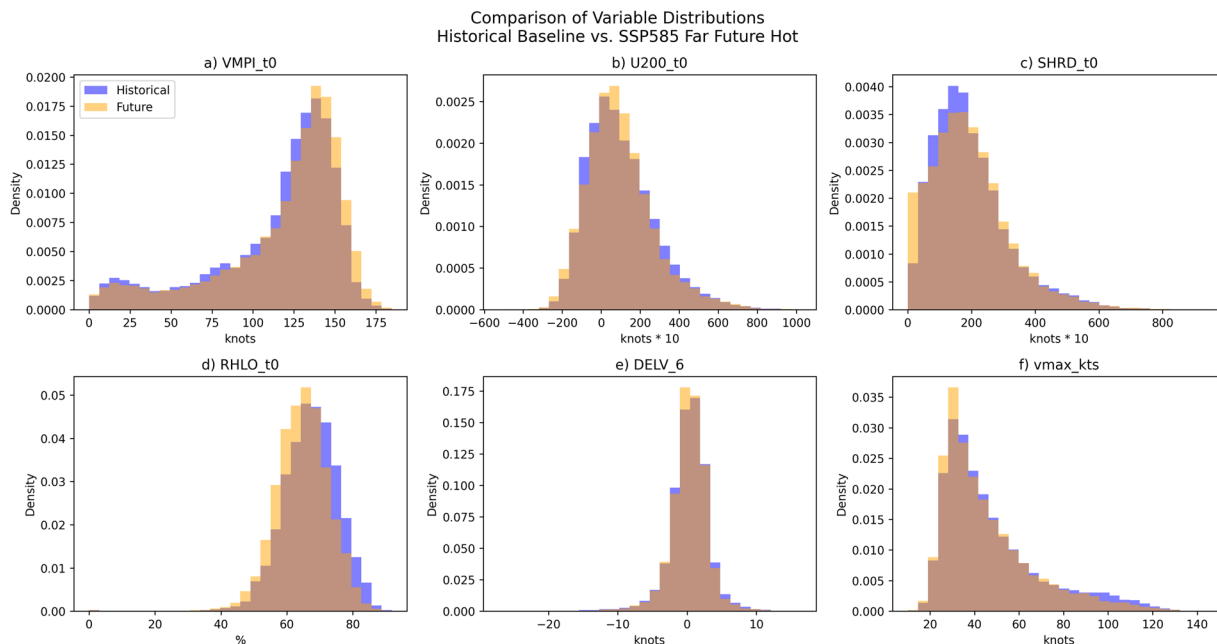 Comparison of Variable Distributions
Historical Baseline vs. SSP585 Far Future Hot
a) VMPI_t0
Historical
Future
Density
0.0200
0.0175
0.0150
0.0125
0.0100
0.0075
0.0050
0.0025
0.0000
0 25 50 75 100 125 150 175
knots
b) U200_t0
Density
0.0025
0.0020
0.0015
0.0010
0.0005
0.0000
−600 −400 −200 0 200 400 600 800 1000
knots * 10
c) SHRD_t0
Density
0.0040
0.0035
0.0030
0.0025
0.0020
0.0015
0.0010
0.0005
0.0000
0 200 400 600 800
knots * 10
d) RHLO_t0
Density
0.05
0.04
0.03
0.02
0.01
0.00
0 20 40 60 80
%
e) DELV_6
Density
0.175
0.150
0.125
0.100
0.075
0.050
0.025
0.000
−20 −10 0 10
knots
f) vmax_kts
Density
0.035
0.030
0.025
0.020
0.015
0.010
0.005
0.000
20 40 60 80 100 120 140
knots